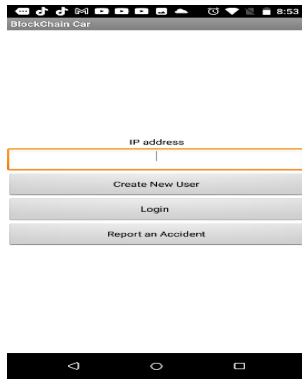 8:53
BlockChain Car
IP address
Create New User
Login
Report an Accident